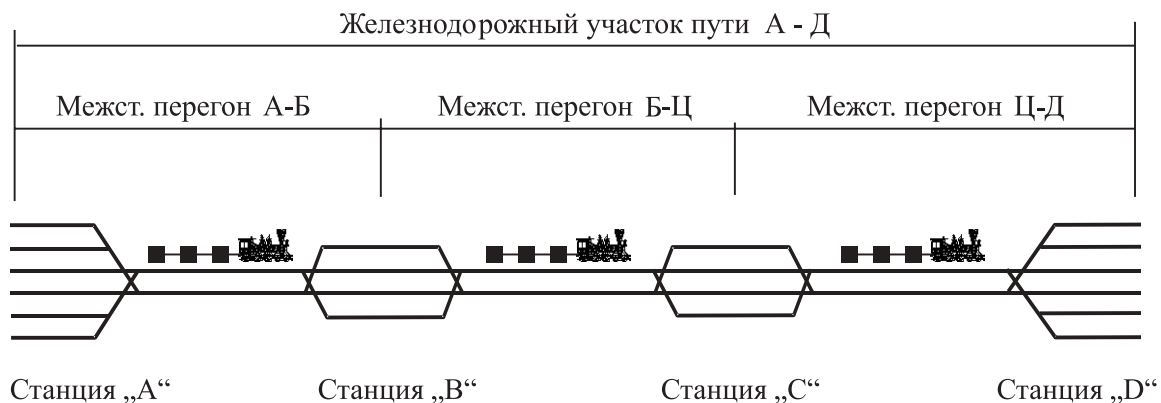 Железнодорожный участок пути А - Д
Межст. перегон А-Б Межст. перегон Б-Ц Межст. перегон Ц-Д
Станция „А“ Станция „В“ Станция „С“ Станция „D“